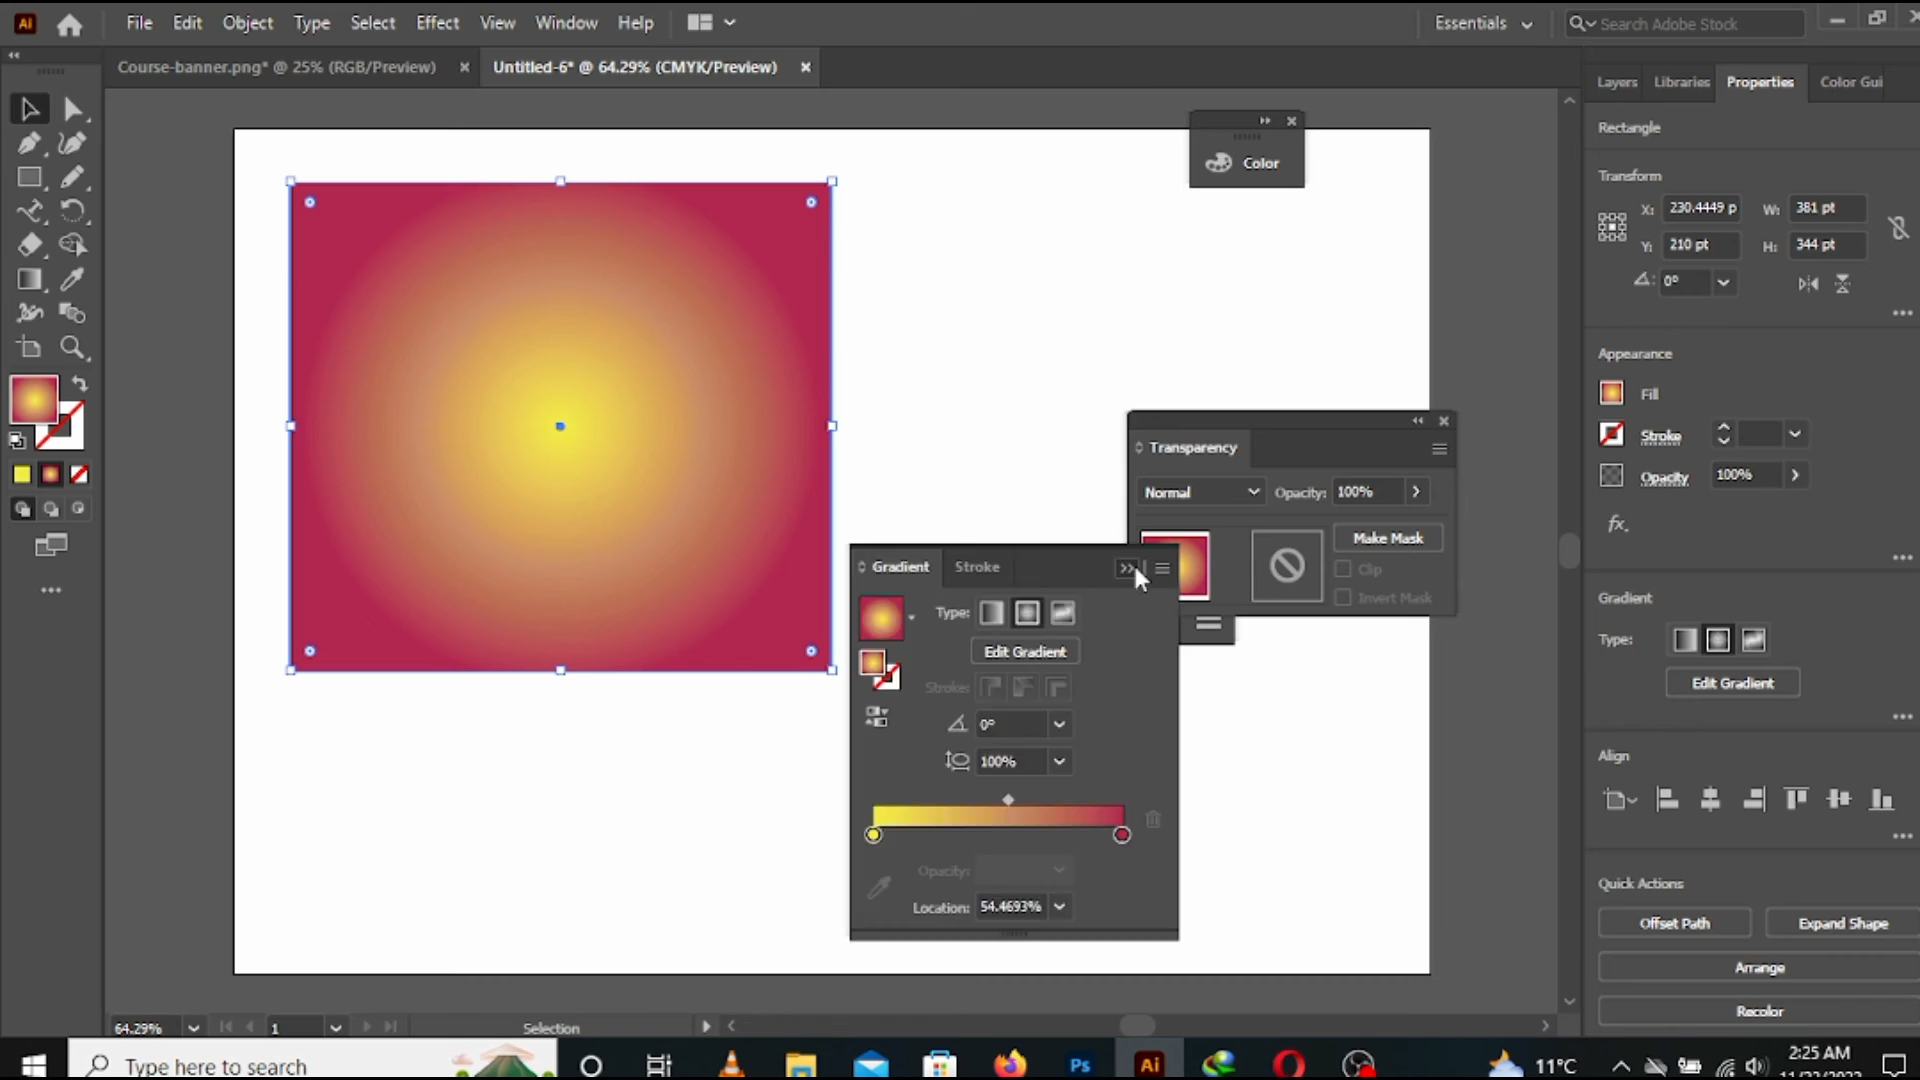 Ai File Edit Object Type Select Effect View Window Help Essentials Search Adobe Stock
Course-banner.png* @ 25% (RGB/Preview) × Untitled-6* @ 64.29% (CMYK/Preview) ×
Layers Libraries Properties Color Gui
Rectangle
Transform
X: 230.4449 p W: 381 pt
Y: 210 pt H: 344 pt
0°
Appearance
Fill
Stroke
Opacity 100%
fx.
Gradient
Type:
Edit Gradient
Align
Quick Actions
Offset Path Expand Shape
Arrange
Recolor
Color
Transparency
Normal Opacity: 100%
Make Mask
Clip
Invert Mask
Gradient Stroke
Type:
Edit Gradient
Strokes
0°
100%
Opacity:
Location: 54.4693%
64.29% 1 Selection
Type here to search
Ps Ai
11°C
2:25 AM